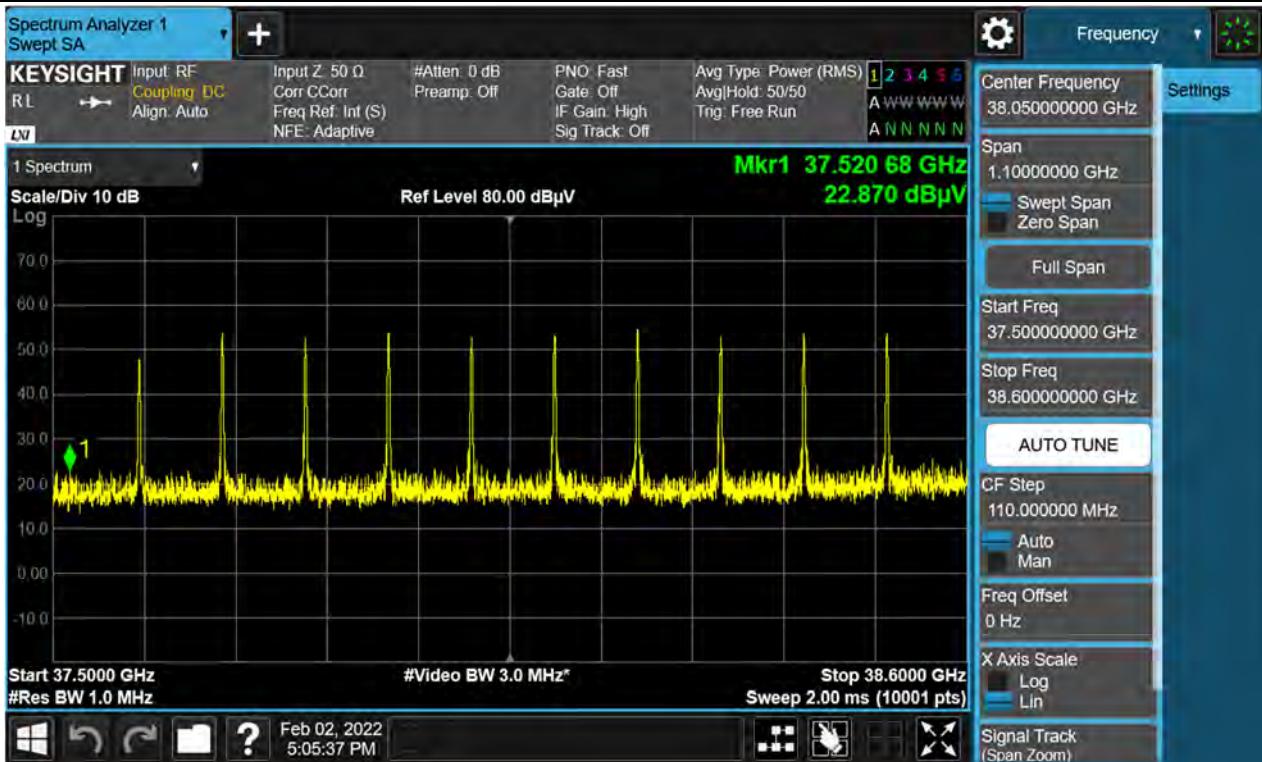 Spectrum Analyzer 1
Swept SA
+
Frequency
KEYSIGHT
RL
LXI
Input: RF
Coupling: DC
Align: Auto
Input Z: 50 Ω
Corr CCorr
Freq Ref: Int (S)
NFE: Adaptive
#Atten: 0 dB
Preamp: Off
PNO: Fast
Gate: Off
IF Gain: High
Sig Track: Off
Avg Type: Power (RMS)
Avg|Hold: 50/50
Trig: Free Run
1 2 3 4 5 6
A W W W W W
A N N N N N
1 Spectrum
Scale/Div 10 dB
Ref Level 80.00 dBµV
Mkr1 37.520 68 GHz
22.870 dBµV
Log
70.0
60.0
50.0
40.0
30.0
20.0
10.0
0.00
-10.0
1
Start 37.5000 GHz
#Video BW 3.0 MHz*
Stop 38.6000 GHz
#Res BW 1.0 MHz
Sweep 2.00 ms (10001 pts)
Center Frequency
38.050000000 GHz
Settings
Span
1.10000000 GHz
Swept Span
Zero Span
Full Span
Start Freq
37.500000000 GHz
Stop Freq
38.600000000 GHz
AUTO TUNE
CF Step
110.000000 MHz
Auto
Man
Freq Offset
0 Hz
X Axis Scale
Log
Lin
Signal Track
(Span Zoom)
?
Feb 02, 2022
5:05:37 PM